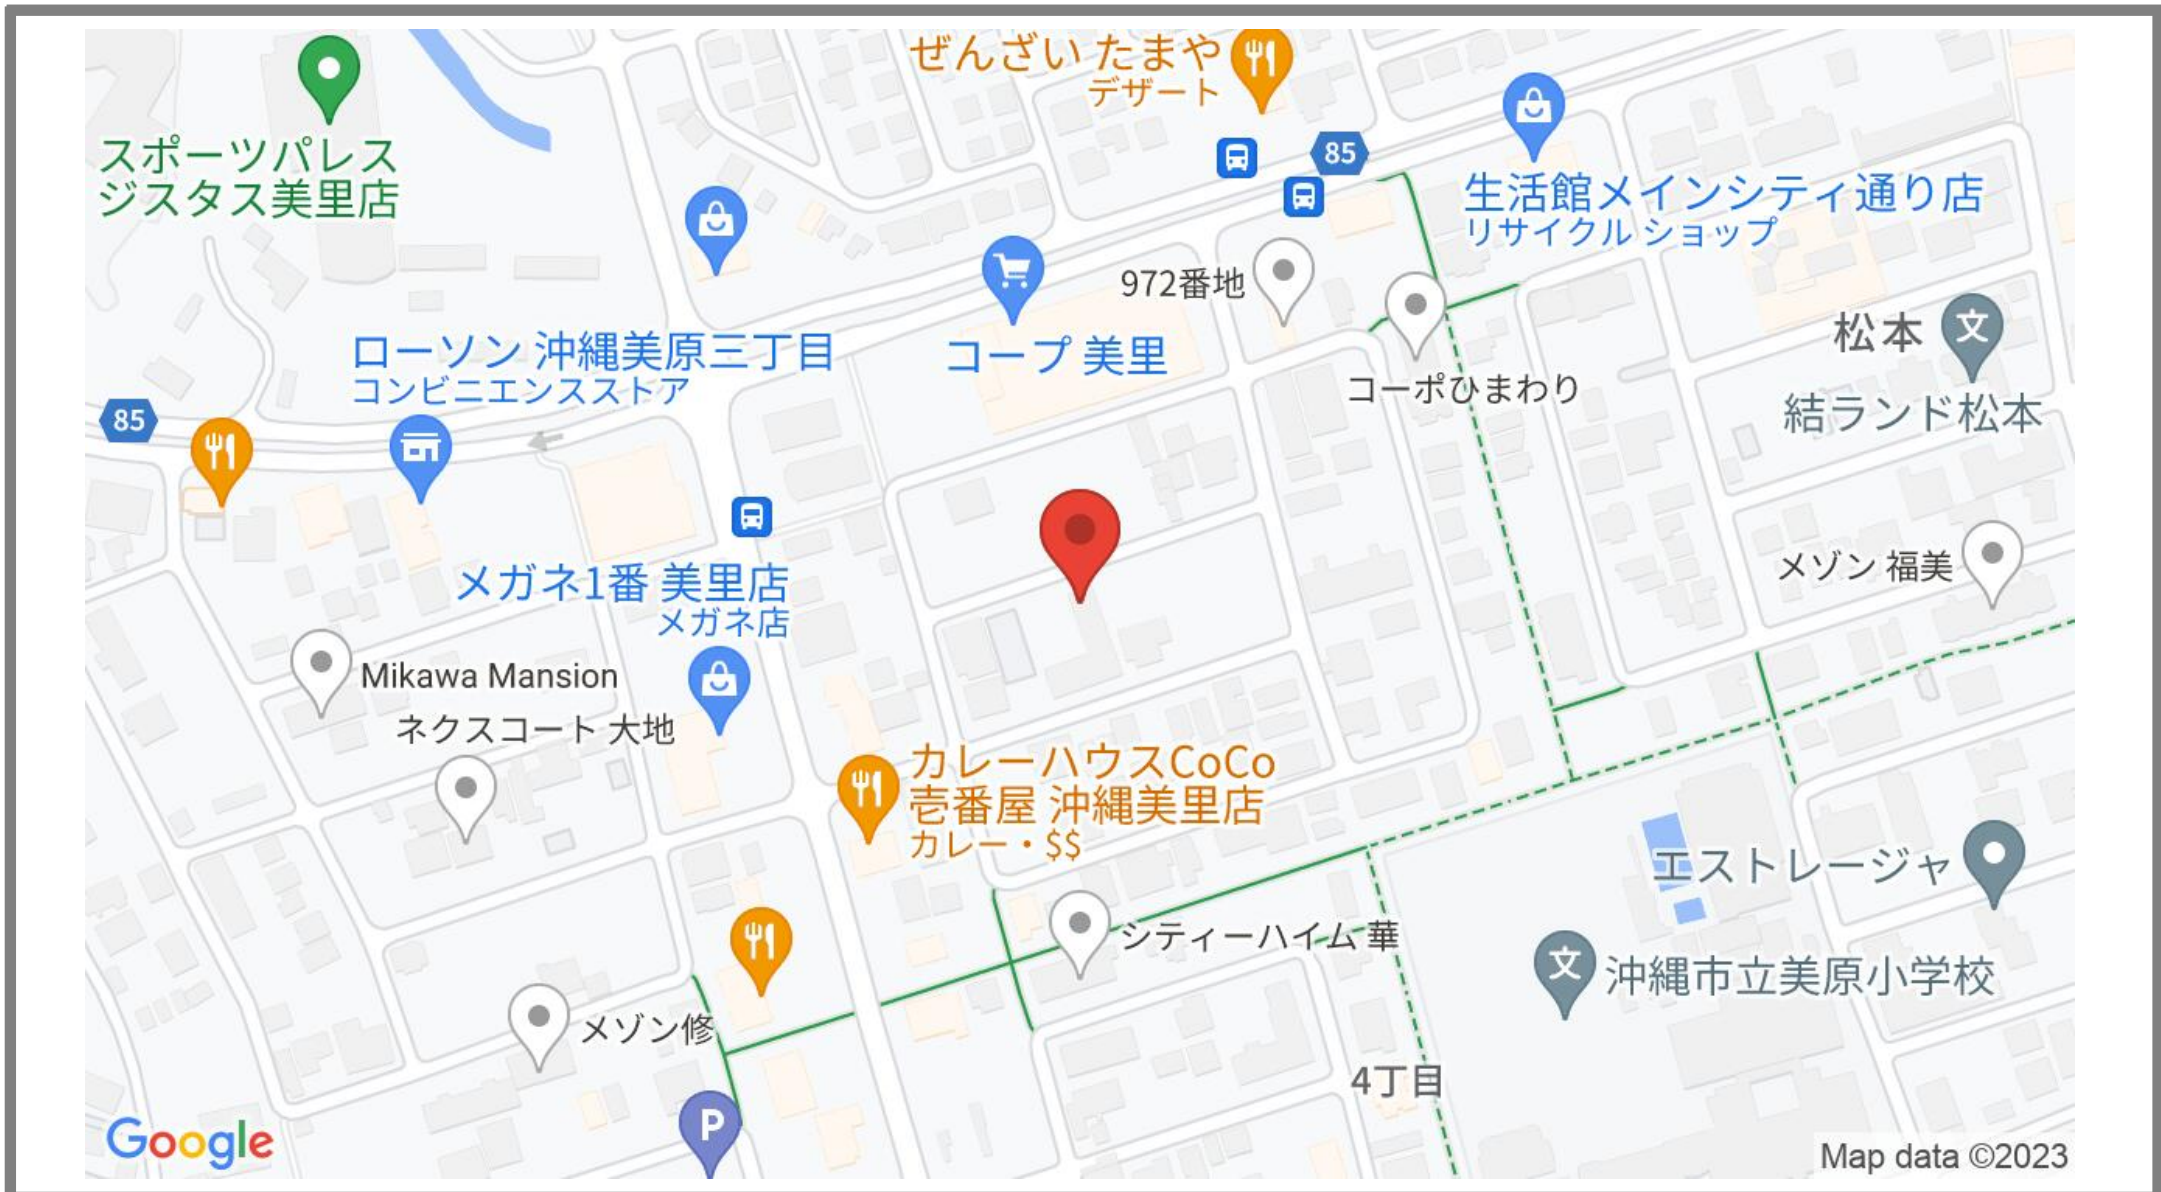 ぜんざい たまや
デザート
85
スポーツパレス
ジスタス美里店
生活館メインシティ通り店
リサイクル ショップ
972番地
ローソン 沖縄美原三丁目
コンビニエンスストア
コープ 美里
松本
文
コーポひまわり
結ランド松本
85
メガネ1番 美里店
メガネ店
メゾン 福美
Mikawa Mansion
ネクスコート 大地
カレーハウスCoCo
壱番屋 沖縄美里店
カレー・$$
エストレージャ
シティーハイム 華
文
沖縄市立美原小学校
メゾン修
4丁目
P
Google
Map data ©2023